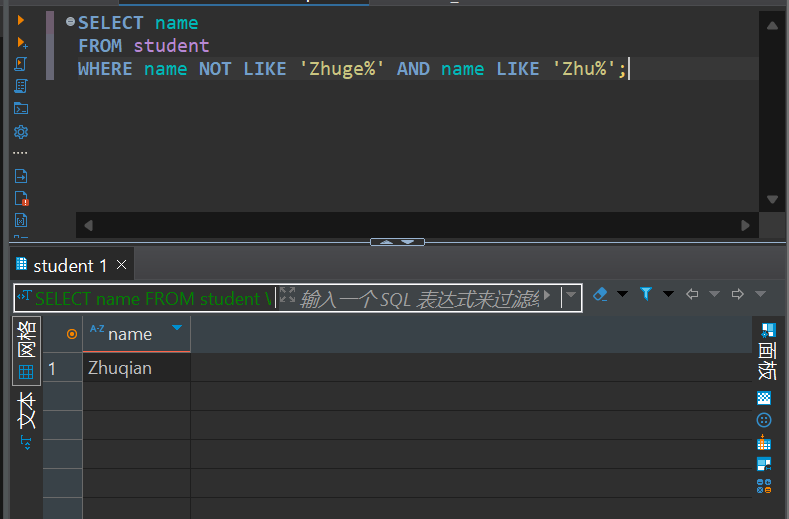 SELECT name
FROM student
WHERE name NOT LIKE 'Zhuge%' AND name LIKE 'Zhu%';
student 1
SELECT name FROM student
输入一个 SQL 表达式来过滤
网格
文本
A-Z name
1 Zhuqian
面板